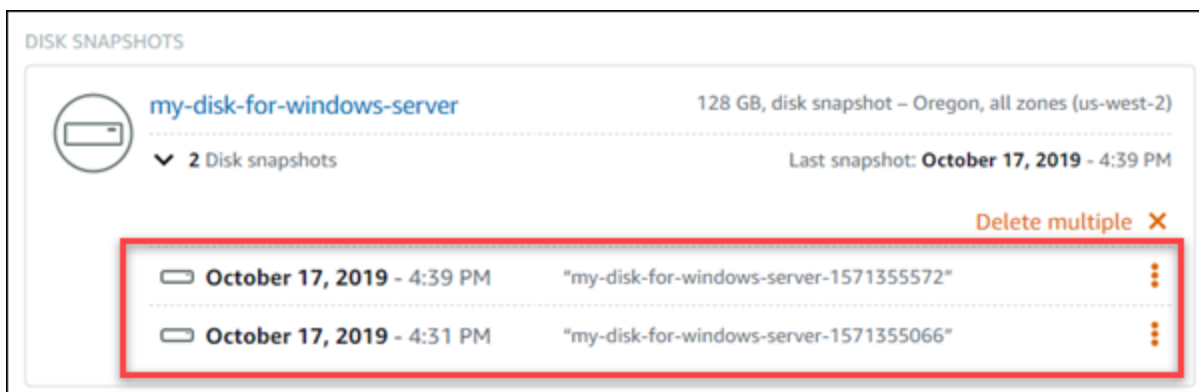 DISK SNAPSHOTS
my-disk-for-windows-server 128 GB, disk snapshot – Oregon, all zones (us-west-2)
2 Disk snapshots Last snapshot: October 17, 2019 - 4:39 PM
Delete multiple
October 17, 2019 - 4:39 PM "my-disk-for-windows-server-1571355572"
October 17, 2019 - 4:31 PM "my-disk-for-windows-server-1571355066"